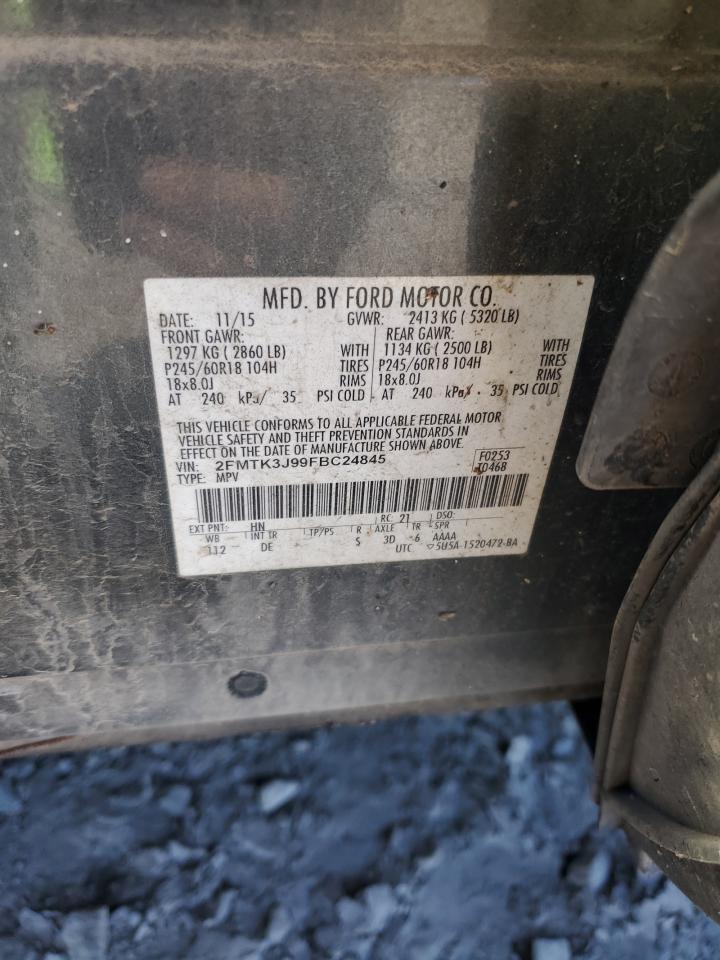 MFD. BY FORD MOTOR CO.
DATE: 11/15 GVWR: 2413 KG ( 5320 LB)
FRONT GAWR: REAR GAWR:
1297 KG ( 2860 LB) WITH 1134 KG ( 2500 LB) WITH
P245/60R18 104H TIRES P245/60R18 104H TIRES
18x8.0J RIMS 18x8.0J RIMS
AT 240 kPa/ 35 PSI COLD AT 240 kPa/ 35 PSI COLD
THIS VEHICLE CONFORMS TO ALL APPLICABLE FEDERAL MOTOR
VEHICLE SAFETY AND THEFT PREVENTION STANDARDS IN
EFFECT ON THE DATE OF MANUFACTURE SHOWN ABOVE.
VIN: 2FMTK3J99FBC24845 F0253
TYPE: MPV T0468
EXT PNT: HN RC: 21 DSO:
WB INT TR TP/PS R AXLE TR SPR
112 DE S 3D 6 AAAA
UTC ▽5U5A-1520472-BA